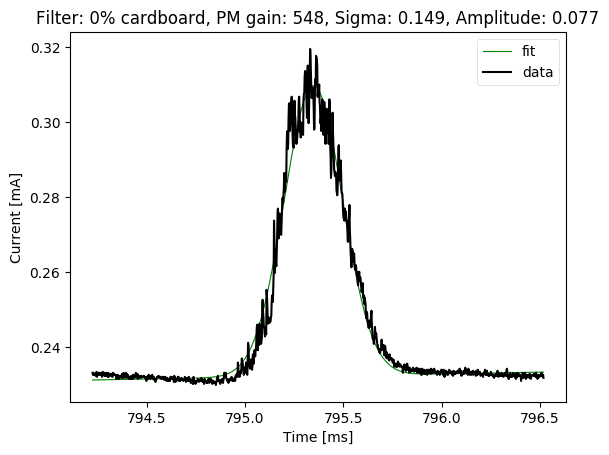 Filter: 0% cardboard, PM gain: 548, Sigma: 0.149, Amplitude: 0.077
fit
data
0.32
0.30
0.28
0.26
0.24
Current [mA]
794.5
795.0
795.5
796.0
796.5
Time [ms]